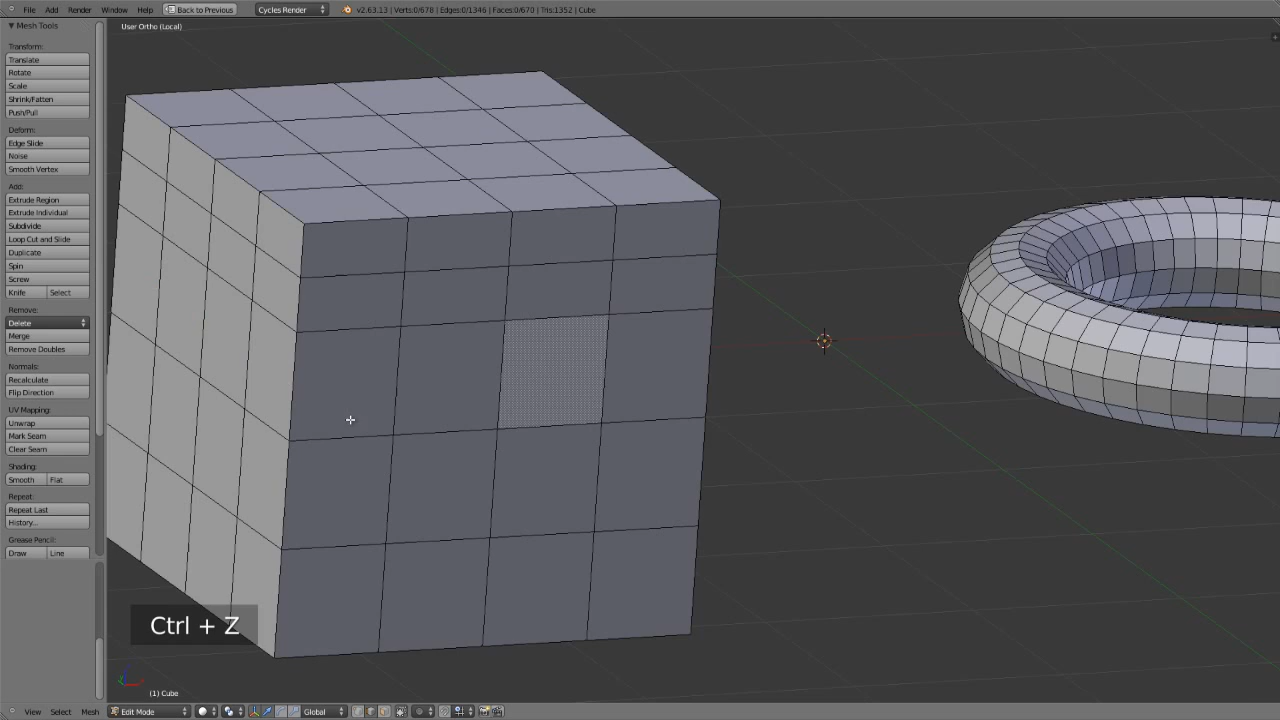 File Add Render Window Help Back to Previous Cycles Render v2.63.13 | Verts:0/678 | Edges:0/1346 | Faces:0/670 | Tris:1352 | Cube
Mesh Tools
User Ortho (Local)
Transform:
Translate
Rotate
Scale
Shrink/Fatten
Push/Pull
Deform:
Edge Slide
Noise
Smooth Vertex
Add:
Extrude Region
Extrude Individual
Subdivide
Loop Cut and Slide
Duplicate
Spin
Screw
Knife Select
Remove:
Delete
Merge
Remove Doubles
Normals:
Recalculate
Flip Direction
UV Mapping:
Unwrap
Mark Seam
Clear Seam
Shading:
Smooth Flat
Repeat:
Repeat Last
History...
Grease Pencil:
Draw Line
Ctrl + Z
(1) Cube
View Select Mesh Edit Mode Global